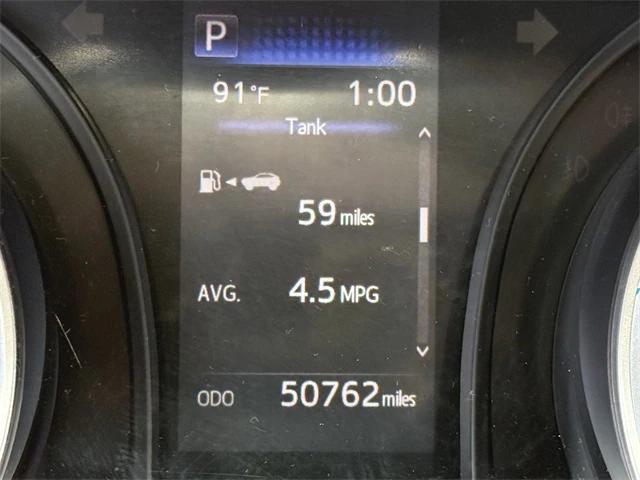 P
91°F 1:00
Tank
59 miles
AVG. 4.5 MPG
ODO 50762 miles